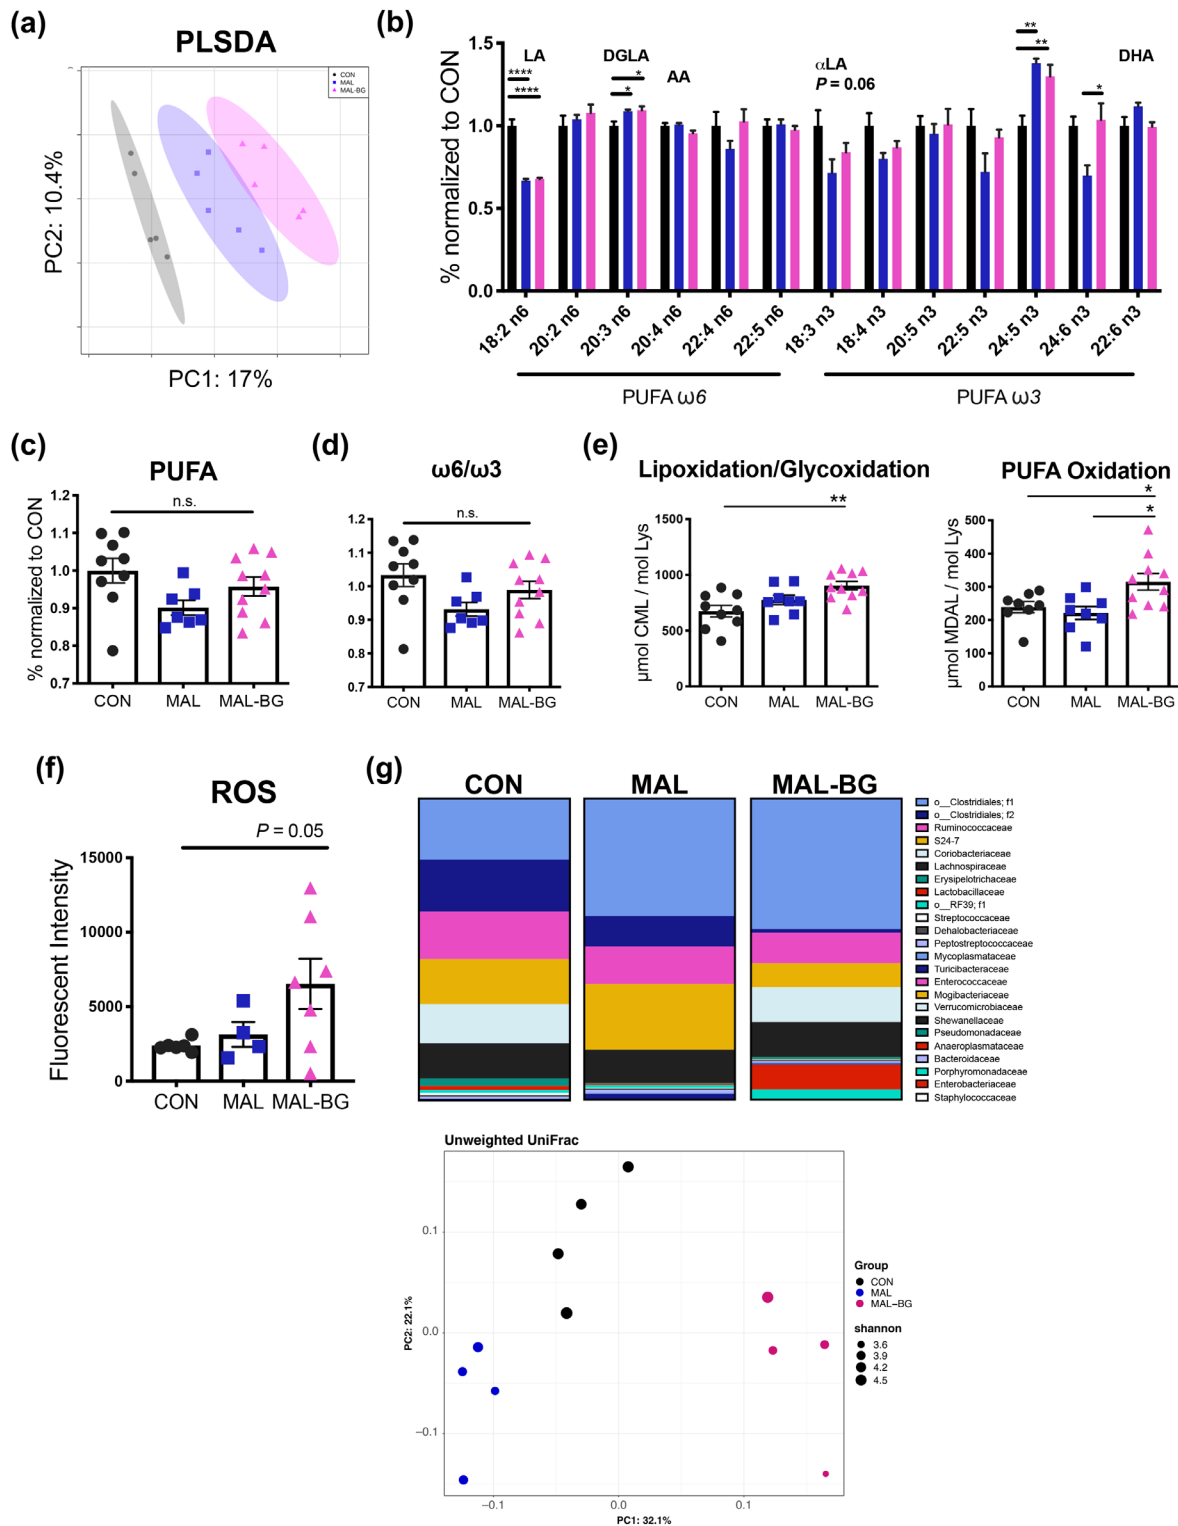 (a)
PLSDA
CON
MAL
MAL-BG
PC2: 10.4%
PC1: 17%
(b)
% normalized to CON
1.5
1.0
0.5
0.0
LA
****
****
DGLA
*
*
AA
αLA
P = 0.06
**
**
*
DHA
18:2 n6
20:2 n6
20:3 n6
20:4 n6
22:4 n6
22:5 n6
18:3 n3
18:4 n3
20:5 n3
22:5 n3
24:5 n3
24:6 n3
22:6 n3
PUFA ω6
PUFA ω3
(c)
PUFA
n.s.
% normalized to CON
1.2
1.1
1.0
0.9
0.8
0.7
CON
MAL
MAL-BG
(d)
ω6/ω3
n.s.
1.2
1.1
1.0
0.9
0.8
0.7
CON
MAL
MAL-BG
(e)
Lipoxidation/Glycoxidation
**
µmol CML / mol Lys
1500
1000
500
0
CON
MAL
MAL-BG
PUFA Oxidation
*
*
µmol MDAL / mol Lys
500
400
300
200
100
0
CON
MAL
MAL-BG
(f)
ROS
P = 0.05
Fluorescent Intensity
15000
10000
5000
0
CON
MAL
MAL-BG
(g)
CON
MAL
MAL-BG
o__Clostridiales; f1
o__Clostridiales; f2
Ruminococcaceae
S24-7
Coriobacteriaceae
Lachnospiraceae
Erysipelotrichaceae
Lactobacillaceae
o__RF39; f1
Streptococcaceae
Dehalobacteriaceae
Peptostreptococcaceae
Mycoplasmataceae
Turicibacteraceae
Enterococcaceae
Mogibacteriaceae
Verrucomicrobiaceae
Shewanellaceae
Pseudomonadaceae
Anaeroplasmataceae
Bacteroidaceae
Porphyromonadaceae
Enterobacteriaceae
Staphylococcaceae
Unweighted UniFrac
PC2: 22.1%
0.1
0.0
−0.1
−0.1
0.0
0.1
PC1: 32.1%
Group
CON
MAL
MAL−BG
shannon
3.6
3.9
4.2
4.5